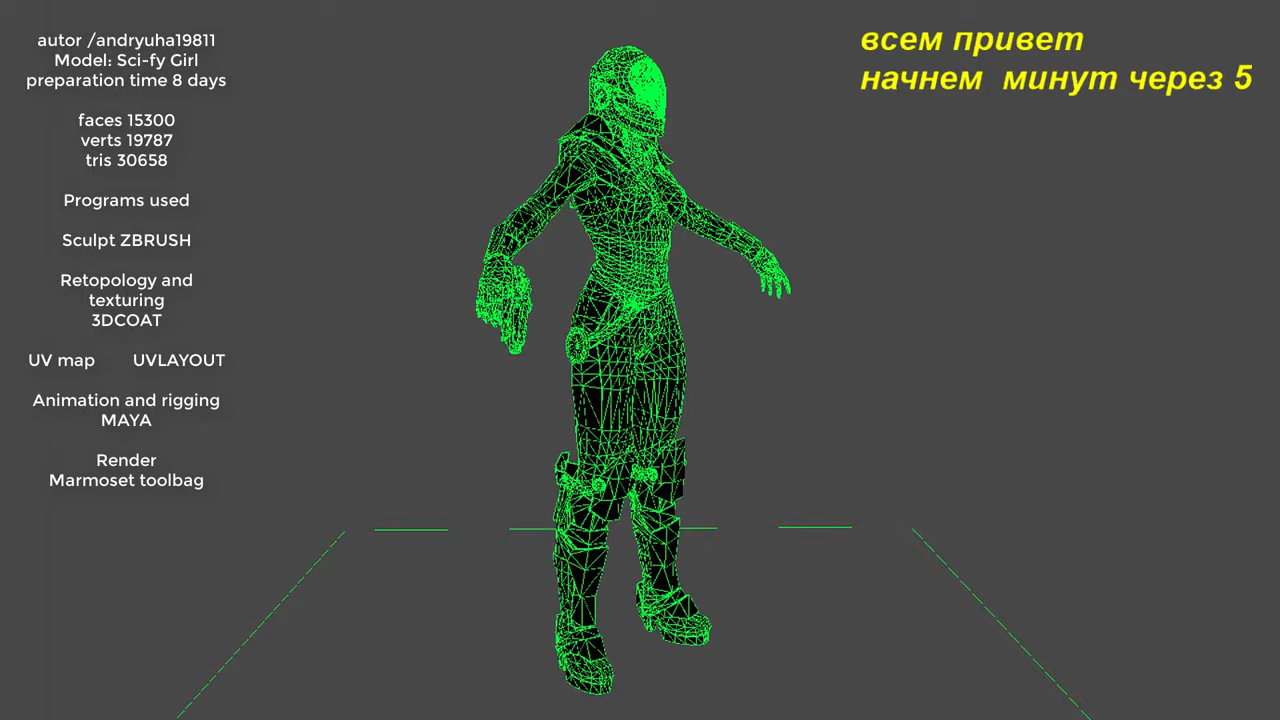 autor /andryuha19811
Model: Sci-fy Girl
preparation time 8 days
faces 15300
verts 19787
tris 30658
Programs used
Sculpt ZBRUSH
Retopology and
texturing
3DCOAT
UV map UVLAYOUT
Animation and rigging
MAYA
Render
Marmoset toolbag
всем привет
начнем минут через 5